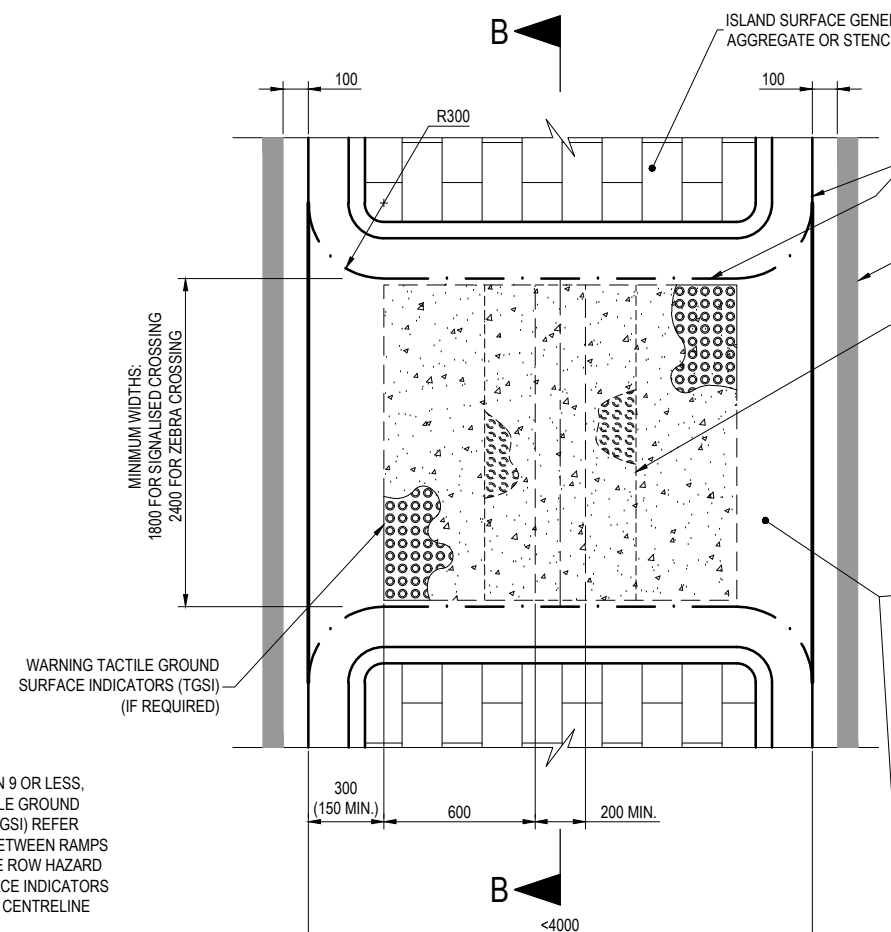 B
ISLAND SURFACE GENE
AGGREGATE OR STENC
100
100
R300
MINIMUM WIDTHS:
1800 FOR SIGNALISED CROSSING
2400 FOR ZEBRA CROSSING
WARNING TACTILE GROUND
SURFACE INDICATORS (TGSI)
(IF REQUIRED)
N 9 OR LESS,
LE GROUND
GSI) REFER
ETWEEN RAMPS
E ROW HAZARD
ACE INDICATORS
CENTRELINE
300
(150 MIN.)
600
200 MIN.
B
<4000